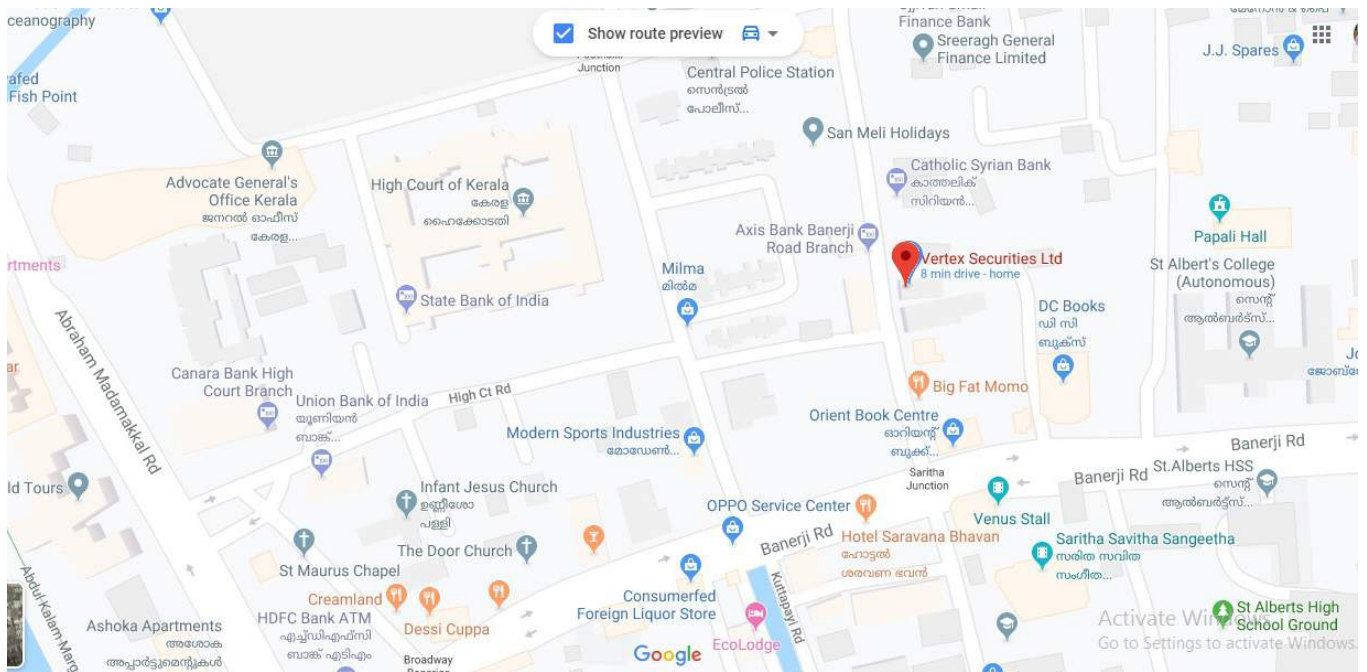 ceanography
Show route preview
Finance Bank
Sreeragh General
Finance Limited
J.J. Spares
Fish Point
Junction
Central Police Station
സെൻട്രൽ
പോലീസ്...
San Meli Holidays
Advocate General's
Office Kerala
ജനറൽ ഓഫീസ്
കേരള...
High Court of Kerala
കേരള
ഹൈക്കോടതി
Catholic Syrian Bank
കാത്തലിക്
സിറിയൻ...
Axis Bank Banerji
Road Branch
Papali Hall
Vertex Securities Ltd
8 min drive - home
St Albert's College
(Autonomous)
സെന്റ്
ആൽബർട്ട്സ്...
Milma
മിൽമ
State Bank of India
DC Books
ഡി സി
ബുക്സ്
Abraham Madamakkal Rd
Canara Bank High
Court Branch
Union Bank of India
യൂണിയൻ
ബാങ്ക്...
High Ct Rd
Big Fat Momo
Orient Book Centre
ഓറിയന്റ്
ബുക്ക്...
Modern Sports Industries
മോഡേൺ...
Saritha
Junction
Banerji Rd
Banerji Rd
St.Alberts HSS
സെന്റ്
ആൽബർട്ട്സ്...
ld Tours
Infant Jesus Church
ഉണ്ണീശോ
പള്ളി
OPPO Service Center
Venus Stall
Hotel Saravana Bhavan
ഹോട്ടൽ
ശരവണ ഭവൻ
Banerji Rd
Saritha Savitha Sangeetha
സരിത സവിത
സംഗീത...
The Door Church
St Maurus Chapel
Creamland
Dessi Cuppa
Consumerfed
Foreign Liquor Store
Kuttapayi Rd
EcoLodge
HDFC Bank ATM
എച്ച്ഡിഎഫ്സി
ബാങ്ക് എടിഎം
Ashoka Apartments
അശോക
അപ്പാർട്ടുമെന്റുകൾ
Abdul Kalam Marg
Broadway
Google
St Alberts High
School Ground
Activate Windows
Go to Settings to activate Windows.